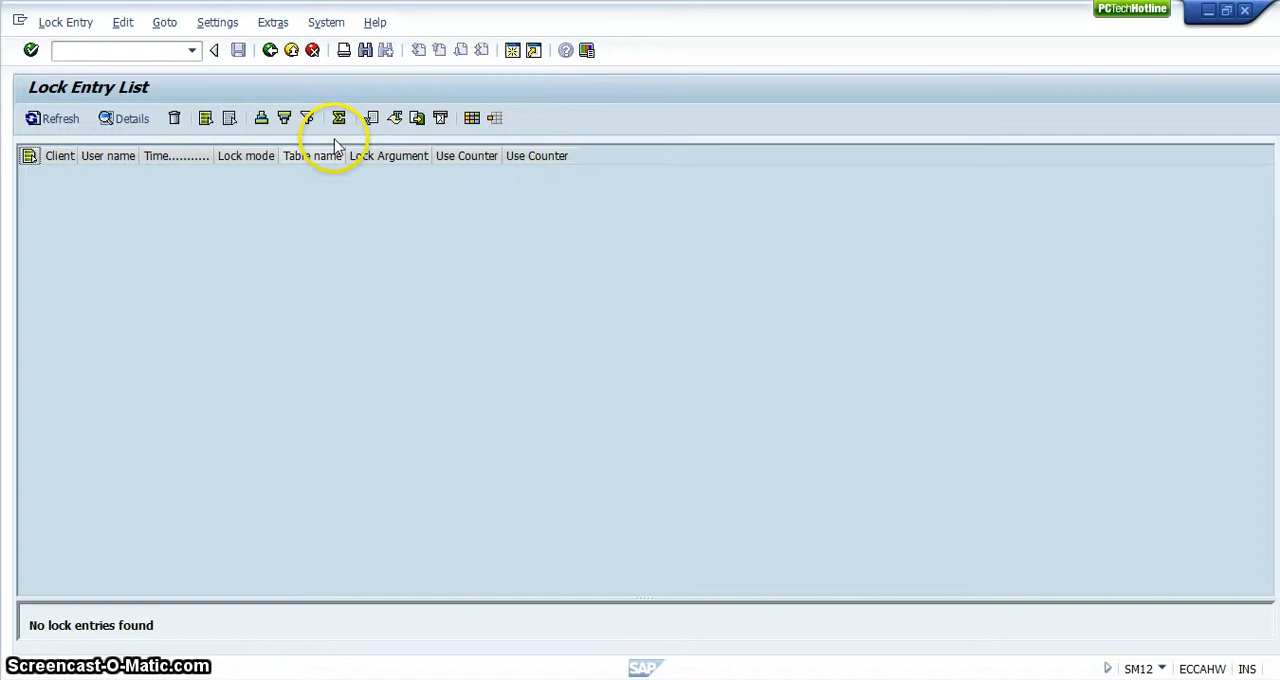 PCTechHotline
Lock Entry Edit Goto Settings Extras System Help
Lock Entry List
Refresh Details
Client User name Time........... Lock mode Table name Lock Argument Use Counter Use Counter
No lock entries found
Screencast-O-Matic.com SAP SM12 ECCAHW INS